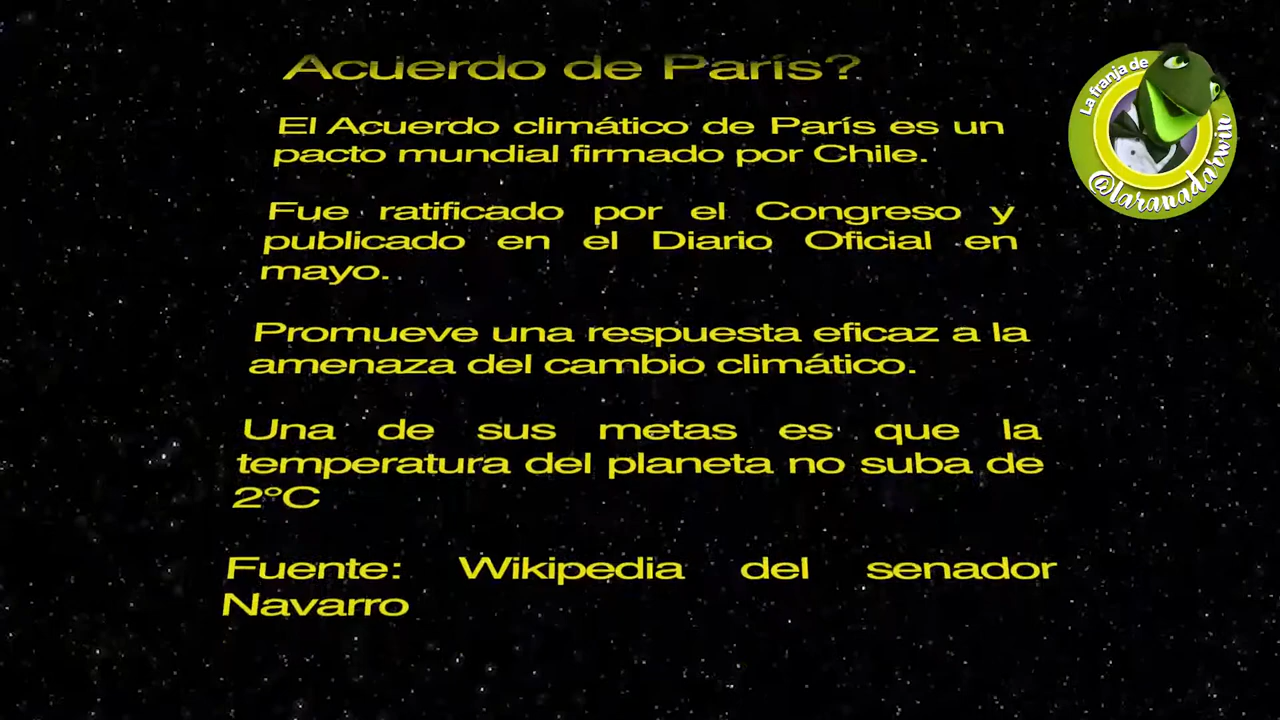 Acuerdo de París?
El Acuerdo climático de París es un
pacto mundial firmado por Chile.
Fue ratificado por el Congreso y
publicado en el Diario Oficial en
mayo.
Promueve una respuesta eficaz a la
amenaza del cambio climático.
Una de sus metas es que la
temperatura del planeta no suba de
2°C
Fuente: Wikipedia del senador
Navarro
La franja de
@laranadarwin